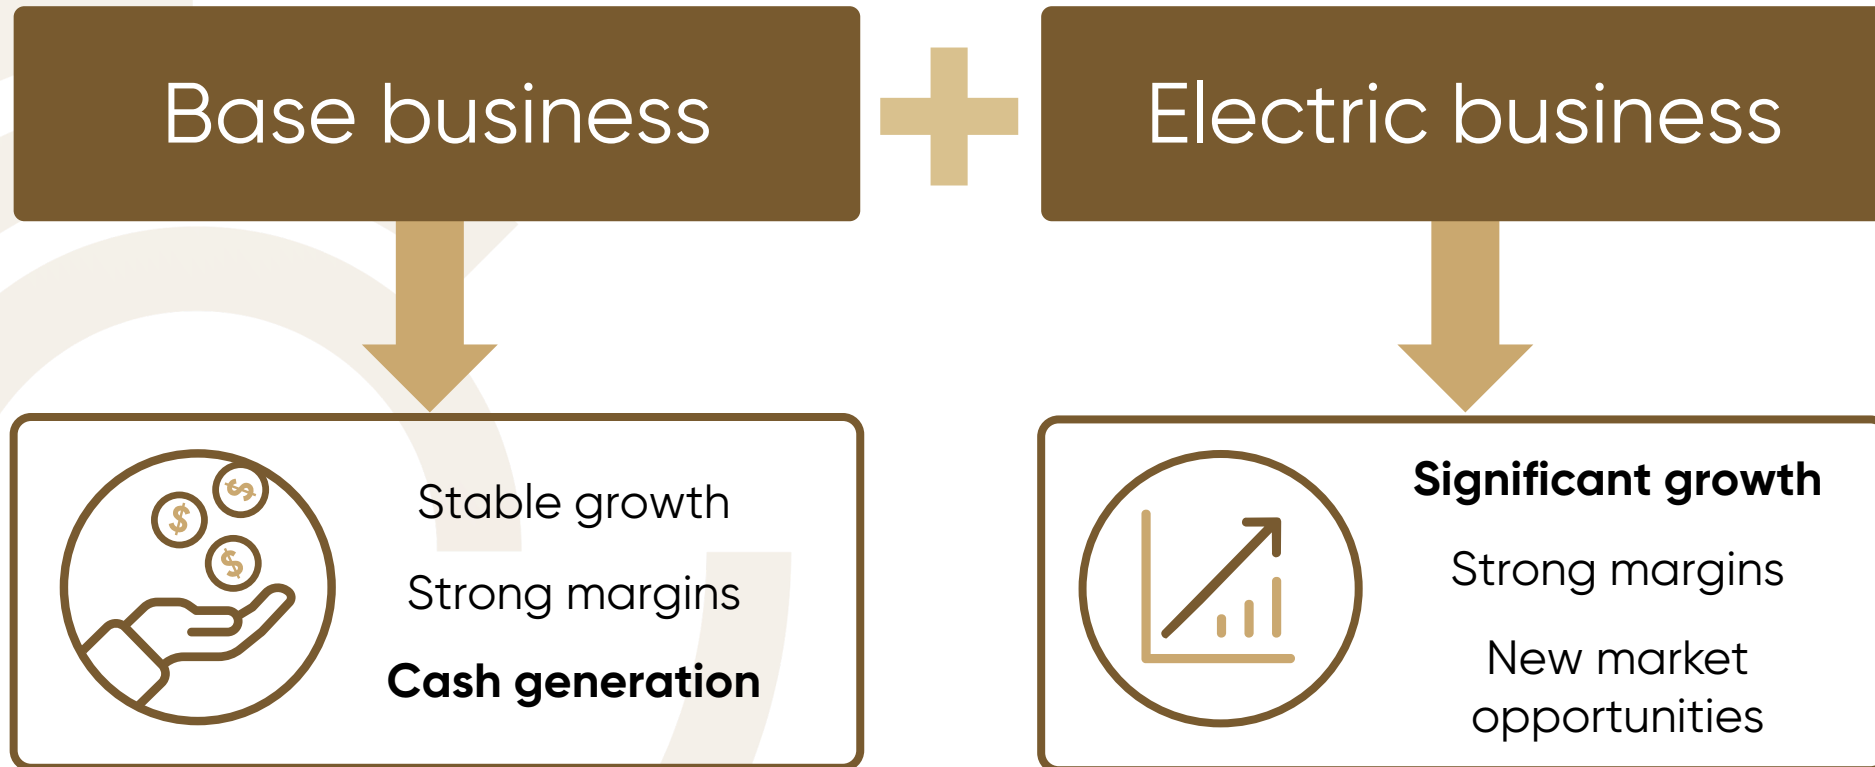 Base business
Electric business
$
$
$
Stable growth
Strong margins
Cash generation
Significant growth
Strong margins
New market
opportunities